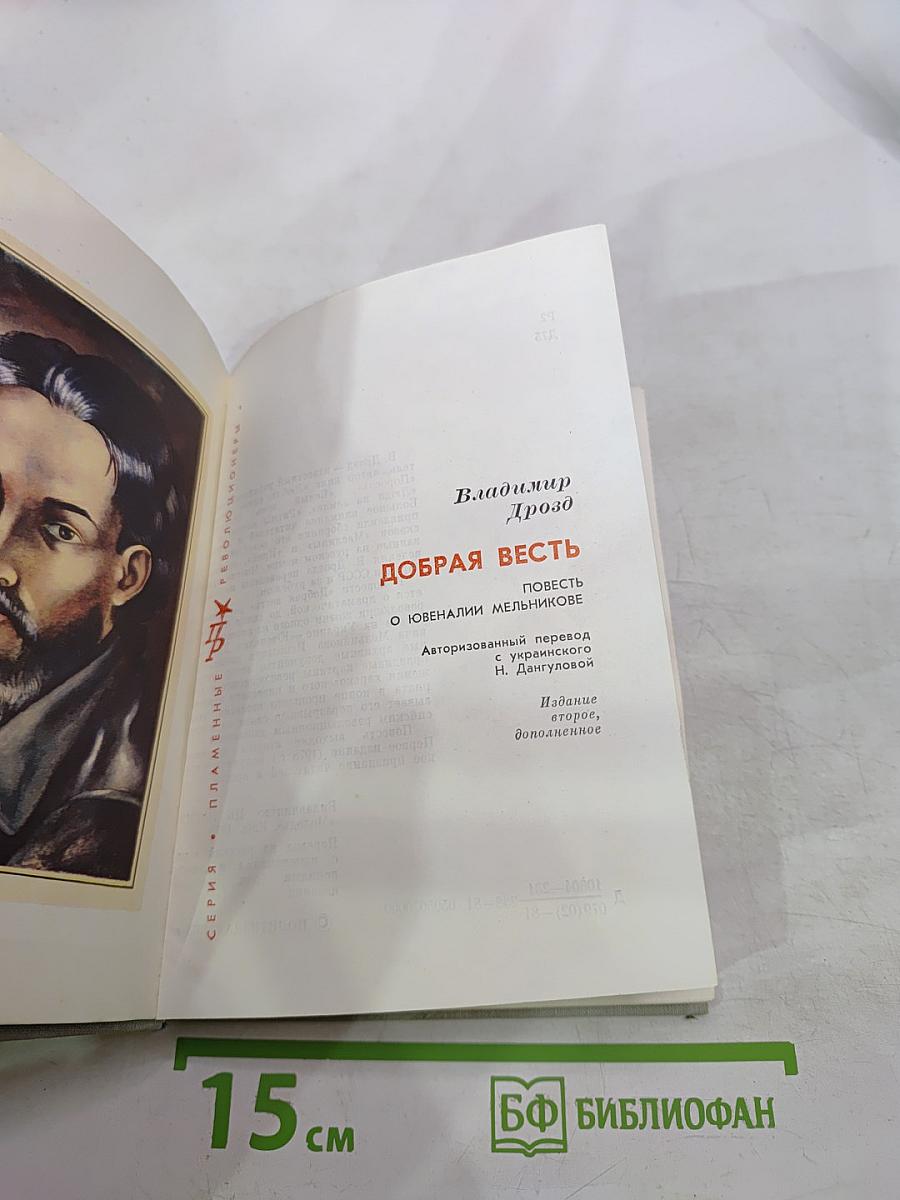 СЕРИЯ • ПЛАМЕННЫЕ РЕВОЛЮЦИОНЕРЫ •
Владимир
Дрозд
ДОБРАЯ ВЕСТЬ
ПОВЕСТЬ
О ЮВЕНАЛИИ МЕЛЬНИКОВЕ
Авторизованный перевод
с украинского
Н. Дангуловой
Издание
второе,
дополненное
15 см
БФ БИБЛИОФАН